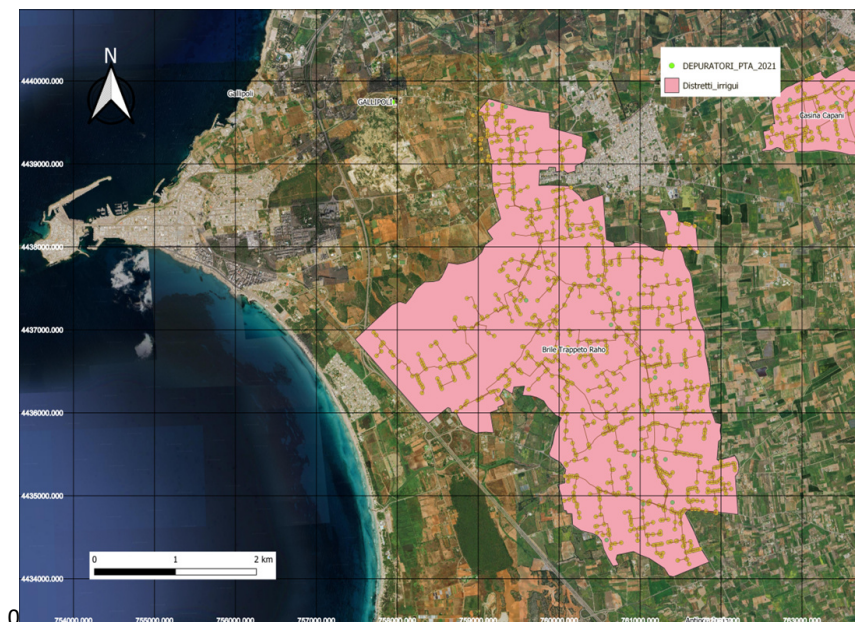 N
DEPURATORI_PTA_2021
Distretti_irrigui
4440000.000
Gallipoli
GALLIPOLI
Casina Capani
4439000.000
4438000.000
4437000.000
Brile Trappeto Raho
4436000.000
4435000.000
0 1 2 km
4434000.000
0
754000.000 755000.000 756000.000 757000.000 758000.000 759000.000 760000.000 761000.000 763000.000